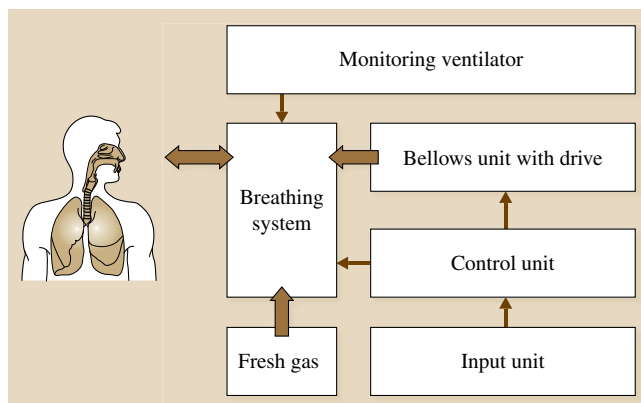 Monitoring ventilator
Bellows unit with drive
Breathing
system
Control unit
Fresh gas
Input unit